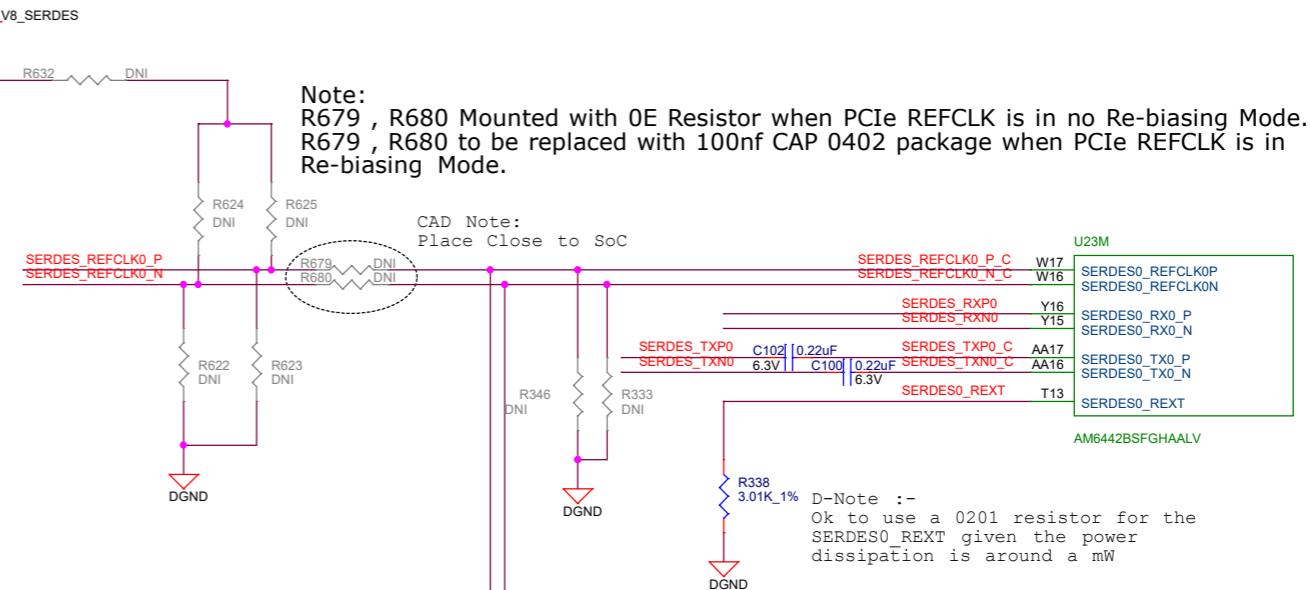 _V8_SERDES
R632 DNI
Note:
R679 , R680 Mounted with 0E Resistor when PCIe REFCLK is in no Re-biasing Mode.
R679 , R680 to be replaced with 100nf CAP 0402 package when PCIe REFCLK is in
Re-biasing Mode.
R624
DNI
R625
DNI
CAD Note:
Place Close to SoC
U23M
SERDES_REFCLK0_P
SERDES_REFCLK0_N
R679 DNI
R680 DNI
SERDES_REFCLK0_P_C
SERDES_REFCLK0_N_C
W17
W16
SERDES0_REFCLK0P
SERDES0_REFCLK0N
SERDES_RXP0
SERDES_RXN0
Y16
Y15
SERDES0_RX0_P
SERDES0_RX0_N
SERDES_TXP0
SERDES_TXN0
C102 0.22uF
6.3V
C100 0.22uF
6.3V
SERDES_TXP0_C
SERDES_TXN0_C
AA17
AA16
SERDES0_TX0_P
SERDES0_TX0_N
R622
DNI
R623
DNI
R346
DNI
R333
DNI
SERDES0_REXT
T13
SERDES0_REXT
AM6442BSFGHAALV
DGND
DGND
R338
3.01K_1%
D-Note :-
Ok to use a 0201 resistor for the
SERDES0_REXT given the power
dissipation is around a mW
DGND